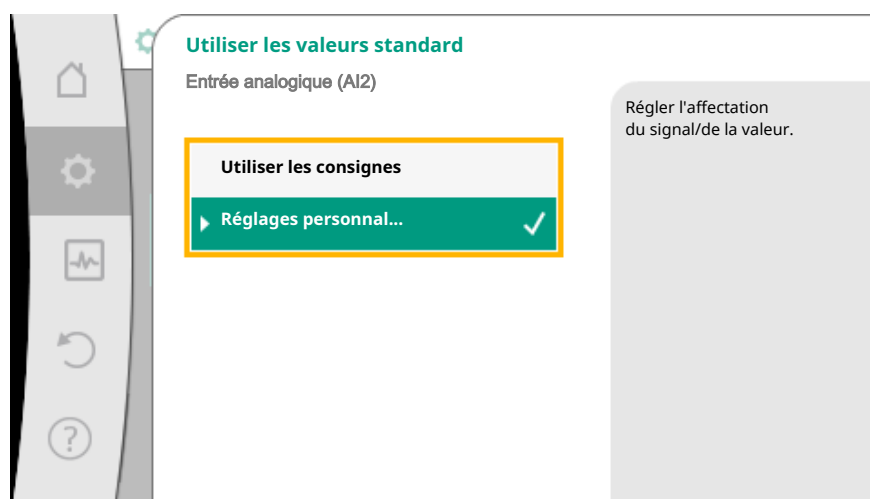 Utiliser les valeurs standard
Entrée analogique (AI2)
Régler l'affectation
du signal/de la valeur.
Utiliser les consignes
Réglages personnal...
?